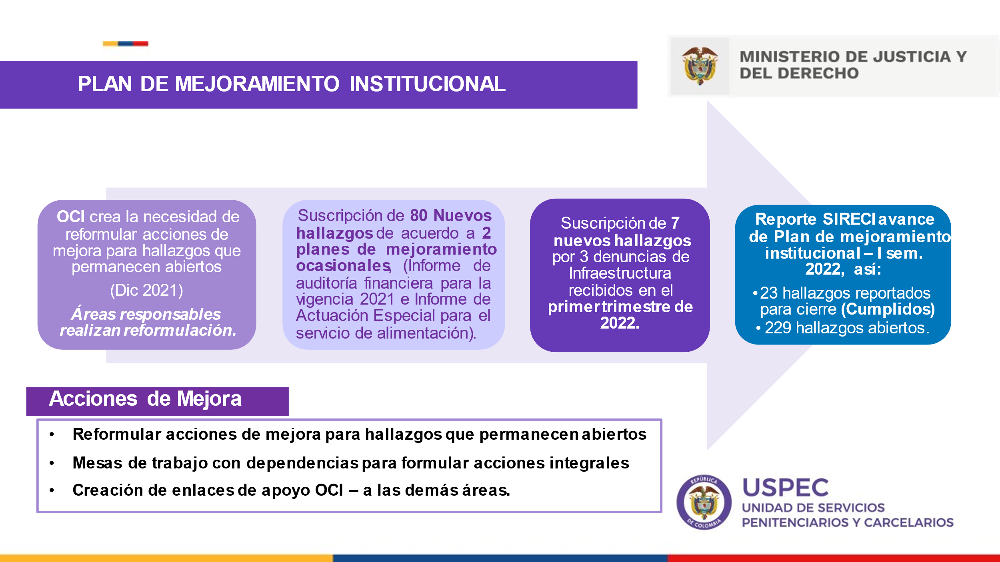 MINISTERIO DE JUSTICIA Y
DEL DERECHO
PLAN DE MEJORAMIENTO INSTITUCIONAL
OCI crea la necesidad de
reformular acciones de
mejora para hallazgos que
permanecen abiertos
(Dic 2021)
Áreas responsables
realizan reformulación.
Suscripción de 80 Nuevos
hallazgos de acuerdo a 2
planes de mejoramiento
ocasionales, (Informe de
auditoría financiera para la
vigencia 2021 e Informe de
Actuación Especial para el
servicio de alimentación).
Suscripción de 7
nuevos hallazgos
por 3 denuncias de
Infraestructura
recibidos en el
primer trimestre de
2022.
Reporte SIRECI avance
de Plan de mejoramiento
institucional – I sem.
2022, así:
• 23 hallazgos reportados
para cierre (Cumplidos)
• 229 hallazgos abiertos.
Acciones de Mejora
• Reformular acciones de mejora para hallazgos que permanecen abiertos
• Mesas de trabajo con dependencias para formular acciones integrales
• Creación de enlaces de apoyo OCI – a las demás áreas.
REPÚBLICA
DE COLOMBIA
USPEC
UNIDAD DE SERVICIOS
PENITENCIARIOS Y CARCELARIOS